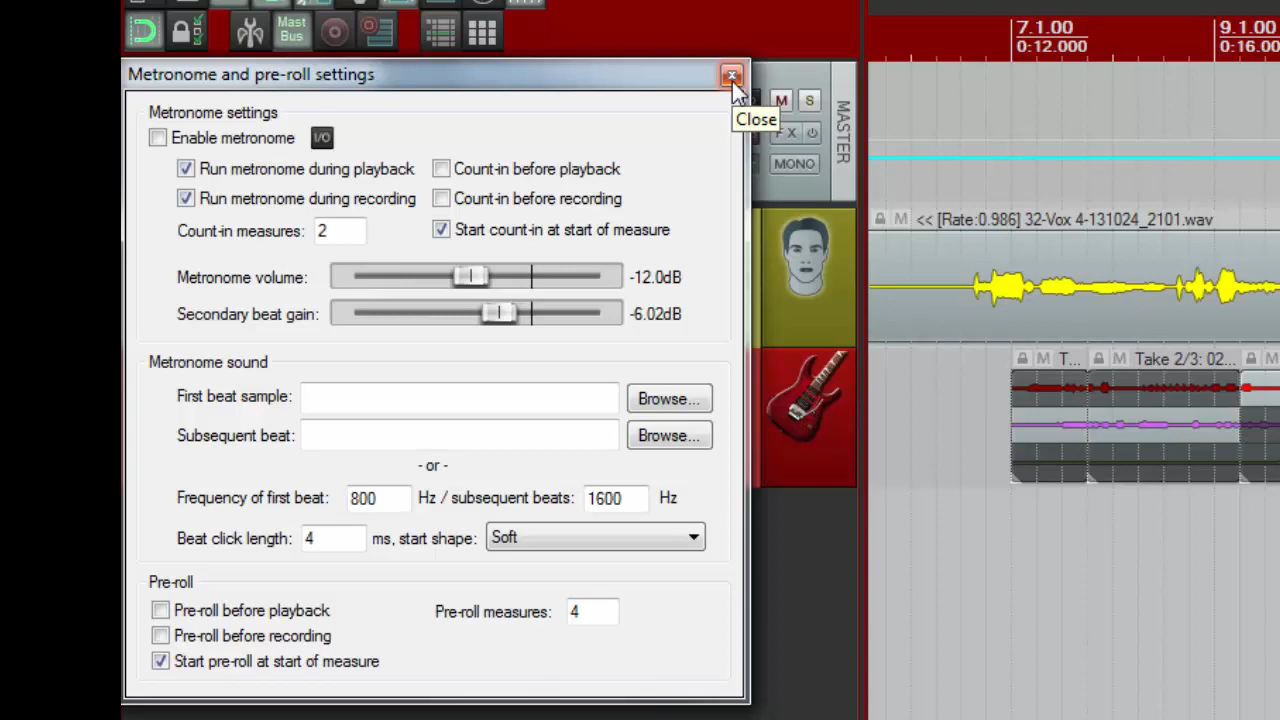 Mast
Bus
7.1.00
0:12.000
9.1.00
0:16.00
Metronome and pre-roll settings
Close
Metronome settings
Enable metronome
I/O
Run metronome during playback
Count-in before playback
Run metronome during recording
Count-in before recording
Count-in measures: 2
Start count-in at start of measure
Metronome volume: -12.0dB
Secondary beat gain: -6.02dB
Metronome sound
First beat sample: Browse...
Subsequent beat: Browse...
- or -
Frequency of first beat: 800 Hz / subsequent beats: 1600 Hz
Beat click length: 4 ms, start shape: Soft
Pre-roll
Pre-roll before playback
Pre-roll measures: 4
Pre-roll before recording
Start pre-roll at start of measure
M S
FX
MONO
MASTER
M << [Rate:0.986] 32-Vox 4-131024_2101.wav
M T... M Take 2/3: 02... M